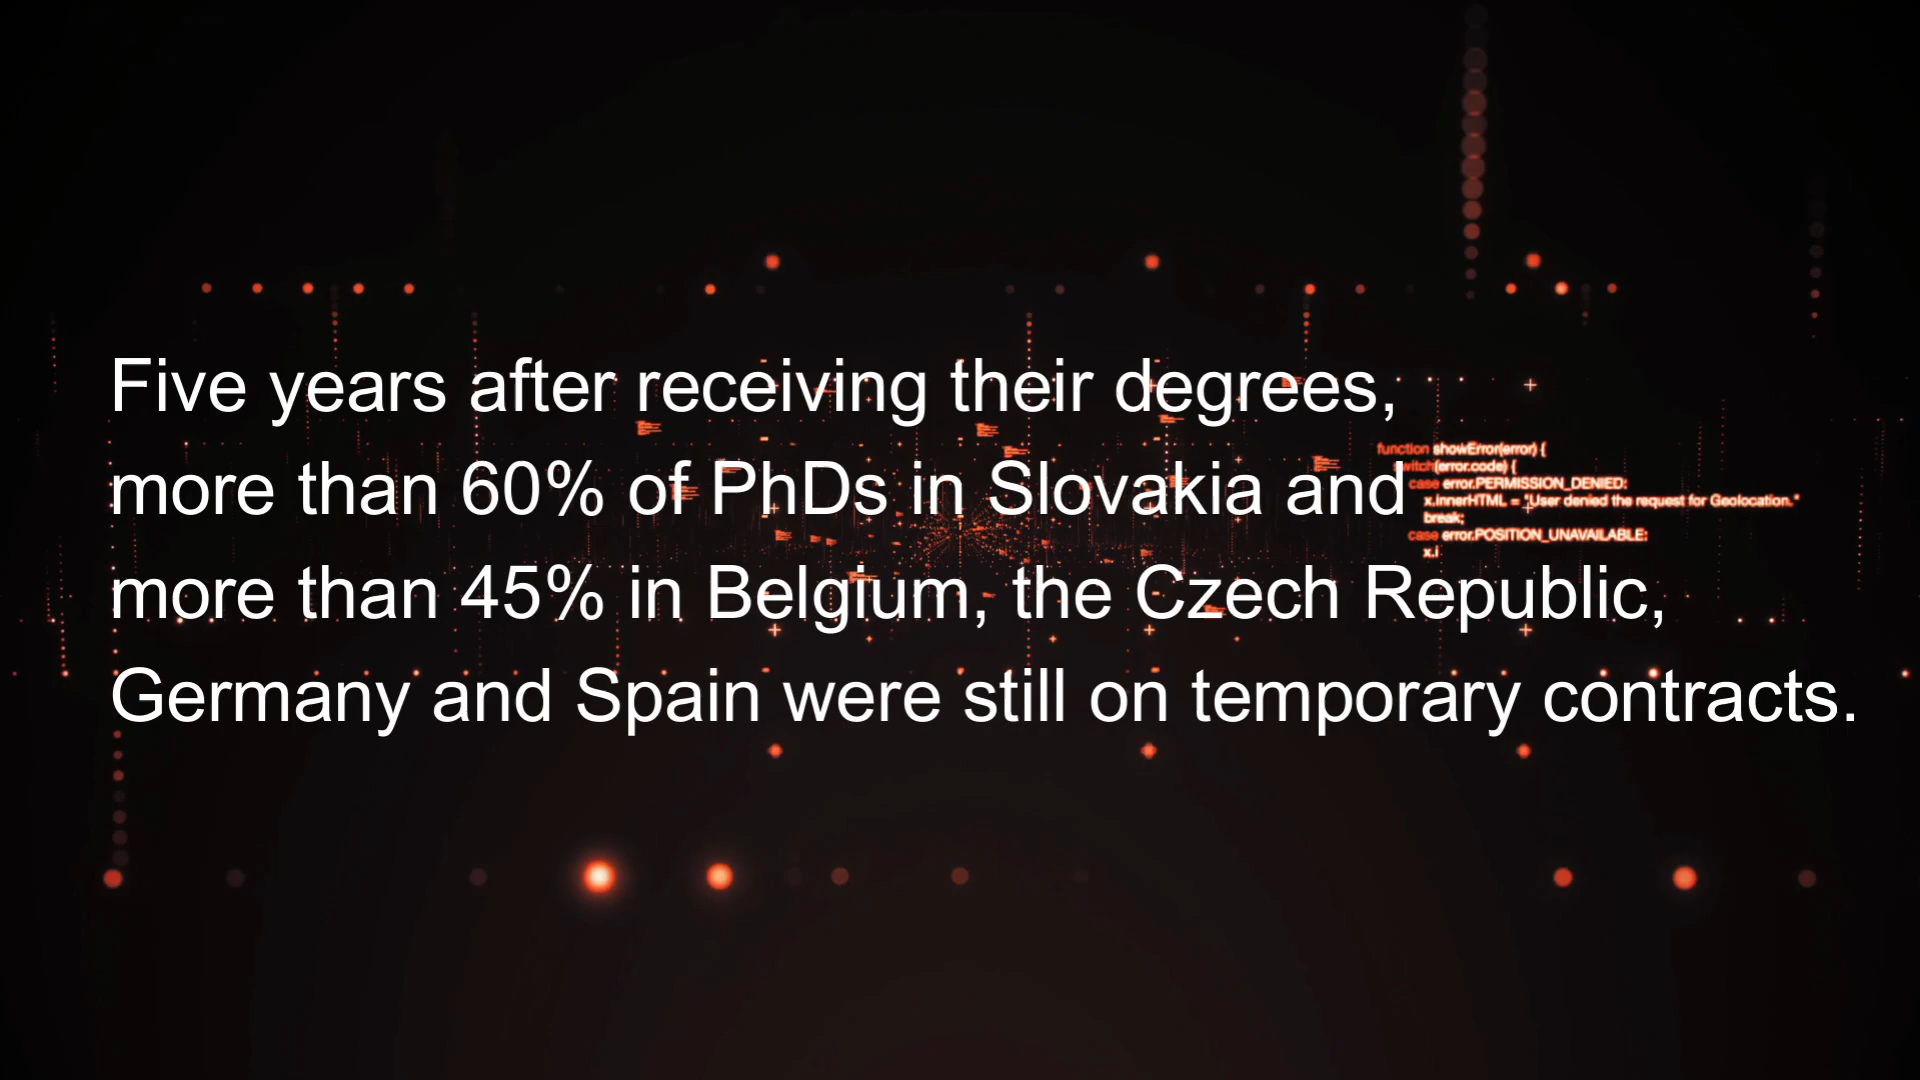 Five years after receiving their degrees,
more than 60% of PhDs in Slovakia and
more than 45% in Belgium, the Czech Republic,
Germany and Spain were still on temporary contracts.
function showError(error) {
switch(error.code) {
case error.PERMISSION_DENIED:
x.innerHTML = "User denied the request for Geolocation."
break;
case error.POSITION_UNAVAILABLE:
x.i